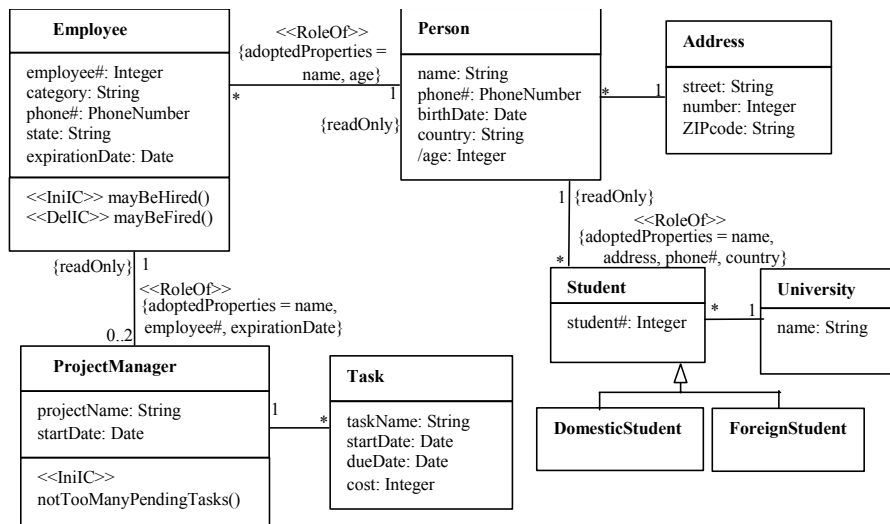 Employee
employee#: Integer
category: String
phone#: PhoneNumber
state: String
expirationDate: Date
<<IniIC>> mayBeHired()
<<DelIC>> mayBeFired()
<<RoleOf>>
{adoptedProperties =
name, age}
*
1
{readOnly}
Person
name: String
phone#: PhoneNumber
birthDate: Date
country: String
/age: Integer
*
1
Address
street: String
number: Integer
ZIPcode: String
1
{readOnly}
<<RoleOf>>
{adoptedProperties = name,
address, phone#, country}
*
{readOnly}
1
<<RoleOf>>
{adoptedProperties = name,
employee#, expirationDate}
0..2
Student
student#: Integer
*
1
University
name: String
ProjectManager
projectName: String
startDate: Date
<<IniIC>>
notTooManyPendingTasks()
1
*
Task
taskName: String
startDate: Date
dueDate: Date
cost: Integer
DomesticStudent
ForeignStudent